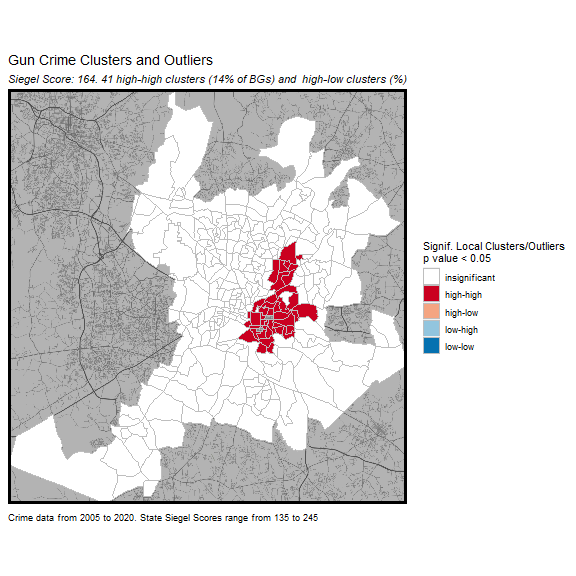 Gun Crime Clusters and Outliers
Siegel Score: 164. 41 high-high clusters (14% of BGs) and  high-low clusters (%)
Signif. Local Clusters/Outliers
p value < 0.05
insignificant
high-high
high-low
low-high
low-low
Crime data from 2005 to 2020. State Siegel Scores range from 135 to 245